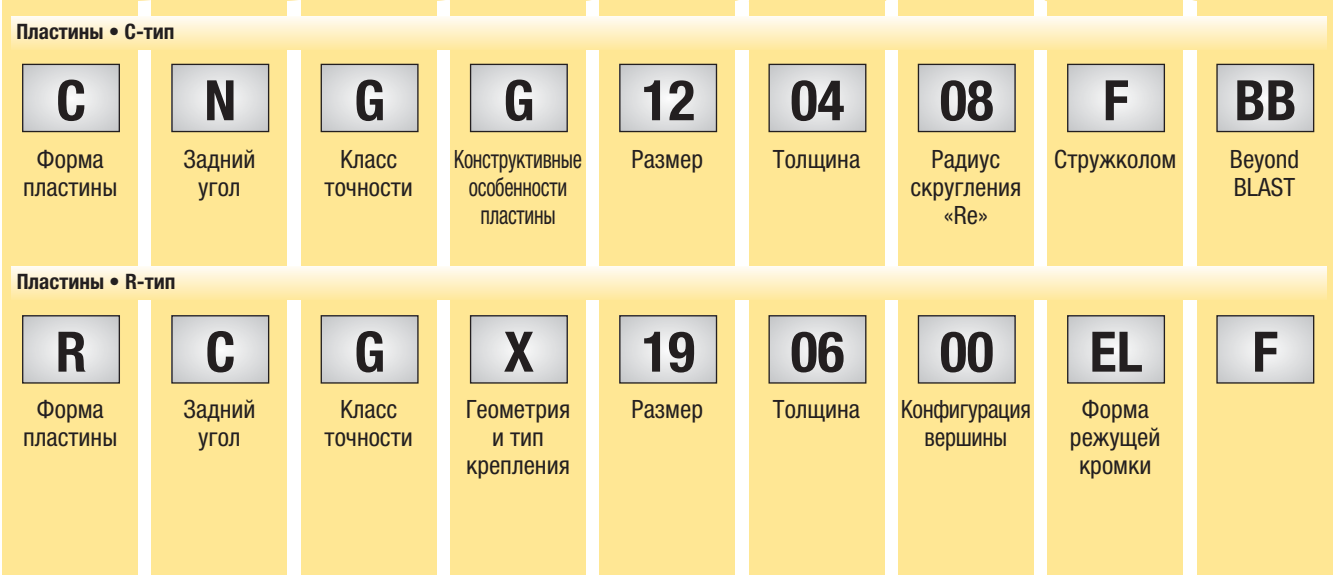 Пластины • С-тип
C N G G 12 04 08 F BB
Форма
пластины
Задний
угол
Класс
точности
Конструктивные
особенности
пластины
Размер
Толщина
Радиус
скругления
«Re»
Стружколом
Beyond
BLAST
Пластины • R-тип
R C G X 19 06 00 EL F
Форма
пластины
Задний
угол
Класс
точности
Геометрия
и тип
крепления
Размер
Толщина
Конфигурация
вершины
Форма
режущей
кромки